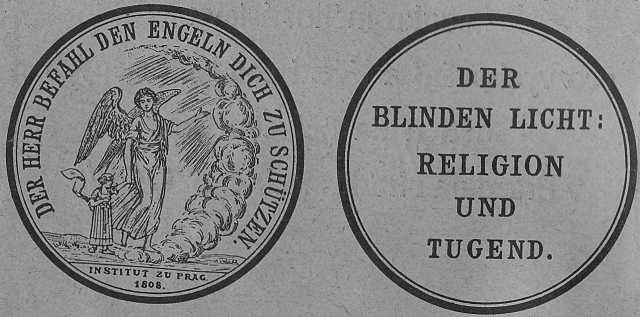 DER HERR BEFAHL DEN ENGELN DICH ZU SCHÜTZEN.
INSTITUT ZU PRAG.
1808.
DER
BLINDEN LICHT:
RELIGION
UND
TUGEND.